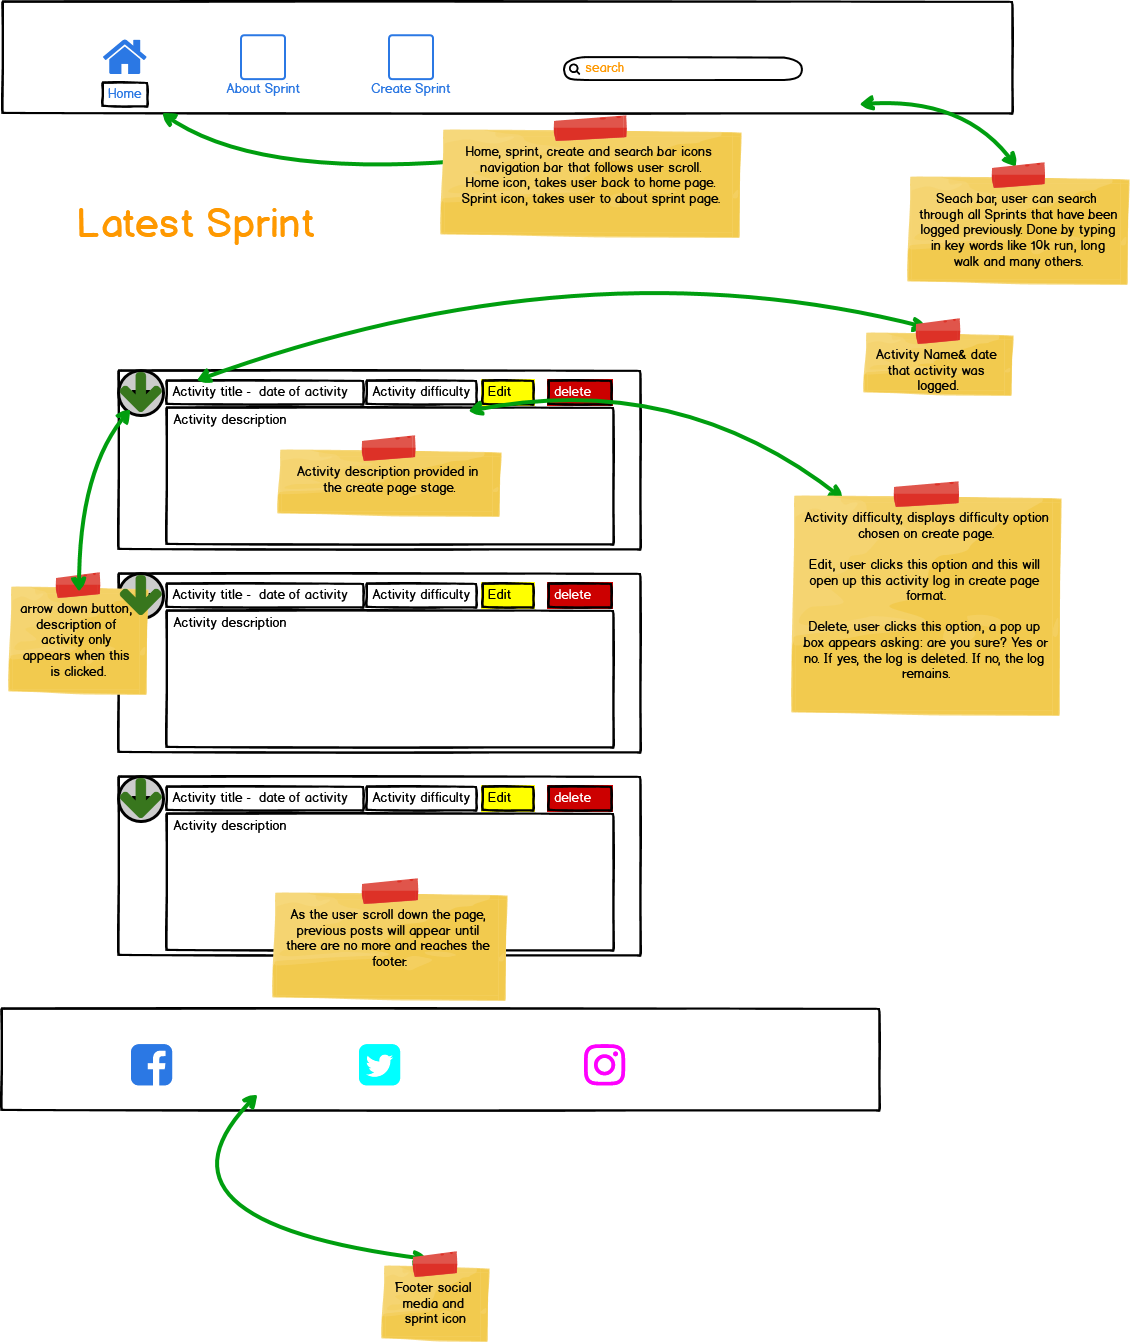 Home
About Sprint
Create Sprint
search
Home, sprint, create and search bar icons
navigation bar that follows user scroll.
Home icon, takes user back to home page.
Sprint icon, takes user to about sprint page.
Seach bar, user can search
through all Sprints that have been
logged previously. Done by typing
in key words like 10k run, long
walk and many others.
Latest Sprint
Activity Name& date
that activity was
logged.
Activity title - date of activity
Activity difficulty
Edit
delete
Activity description
Activity description provided in
the create page stage.
Activity difficulty, displays difficulty option
chosen on create page.
Edit, user clicks this option and this will
open up this activity log in create page
format.
Delete, user clicks this option, a pop up
box appears asking: are you sure? Yes or
no. If yes, the log is deleted. If no, the log
remains.
arrow down button,
description of
activity only
appears when this
is clicked.
Activity title - date of activity
Activity difficulty
Edit
delete
Activity description
Activity title - date of activity
Activity difficulty
Edit
delete
Activity description
As the user scroll down the page,
previous posts will appear until
there are no more and reaches the
footer.
Footer social
media and
sprint icon